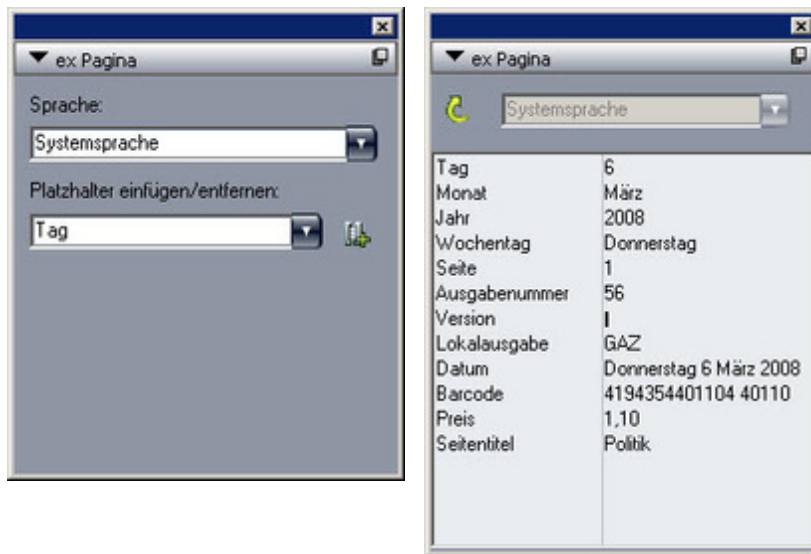 ex Pagina
Sprache:
Systemsprache
Platzhalter einfügen/entfernen:
Tag
ex Pagina
Systemsprache
Tag 6
Monat März
Jahr 2008
Wochentag Donnerstag
Seite 1
Ausgabenummer 56
Version
Lokalausgabe GAZ
Datum Donnerstag 6 März 2008
Barcode 4194354401104 40110
Preis 1,10
Seitentitel Politik